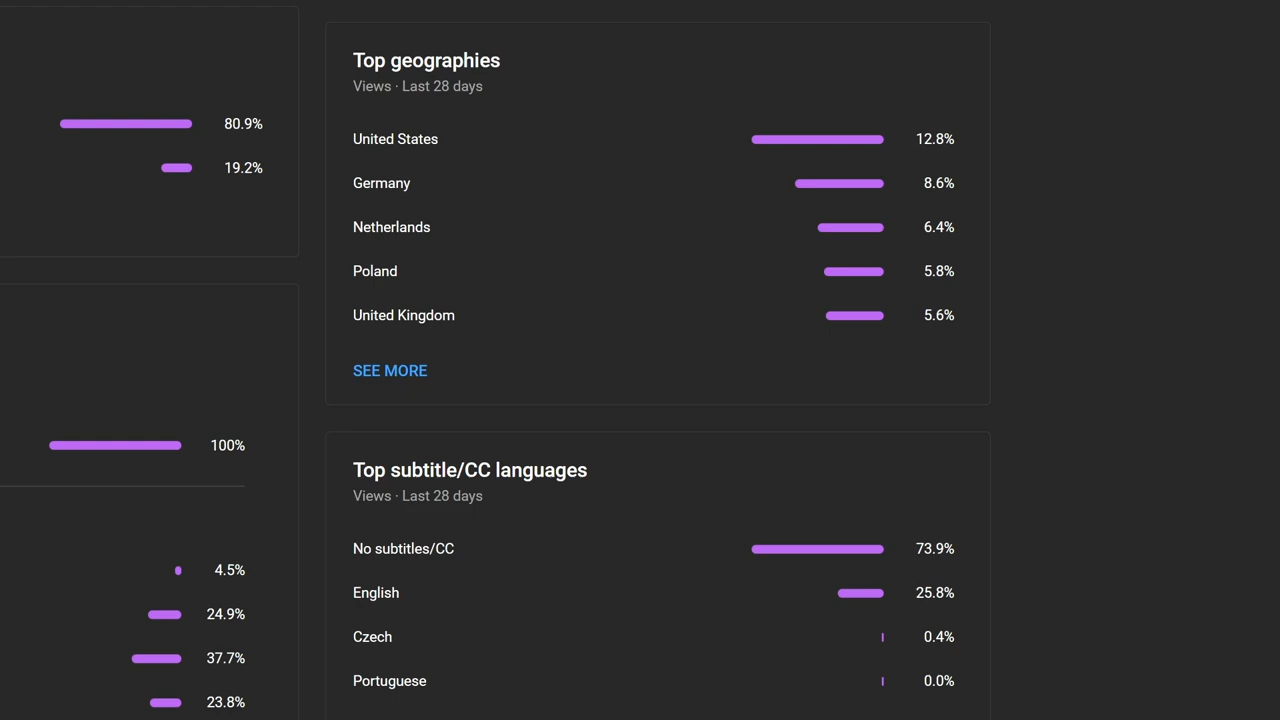 80.9%
19.2%
100%
4.5%
24.9%
37.7%
23.8%
Top geographies
Views · Last 28 days
United States 12.8%
Germany 8.6%
Netherlands 6.4%
Poland 5.8%
United Kingdom 5.6%
SEE MORE
Top subtitle/CC languages
Views · Last 28 days
No subtitles/CC 73.9%
English 25.8%
Czech 0.4%
Portuguese 0.0%